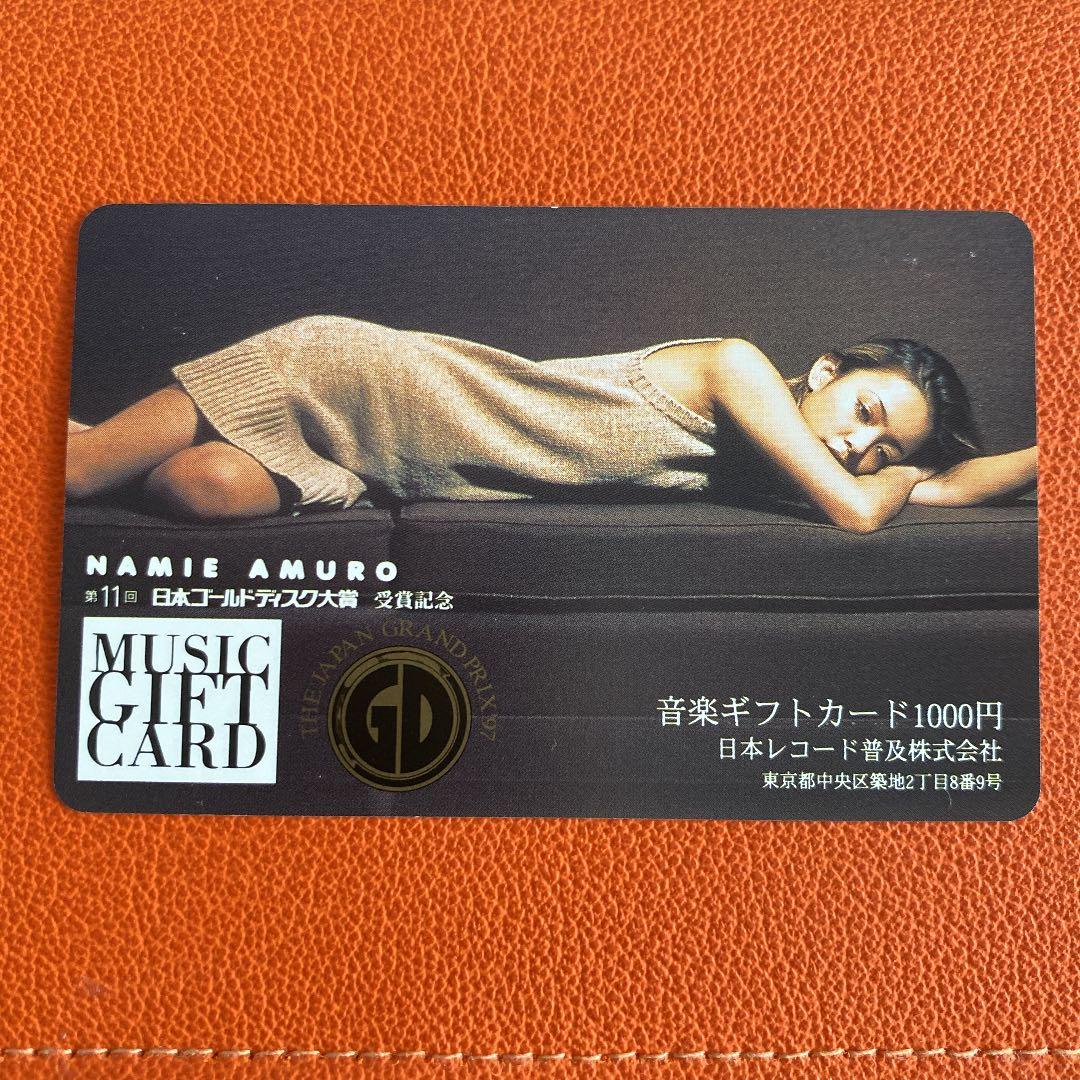 NAMIE AMURO
第11回 日本ゴールドディスク大賞 受賞記念
MUSIC
GIFT
CARD
THE JAPAN GRAND PRIX '97
GD
音楽ギフトカード1000円
日本レコード普及株式会社
東京都中央区築地2丁目8番9号